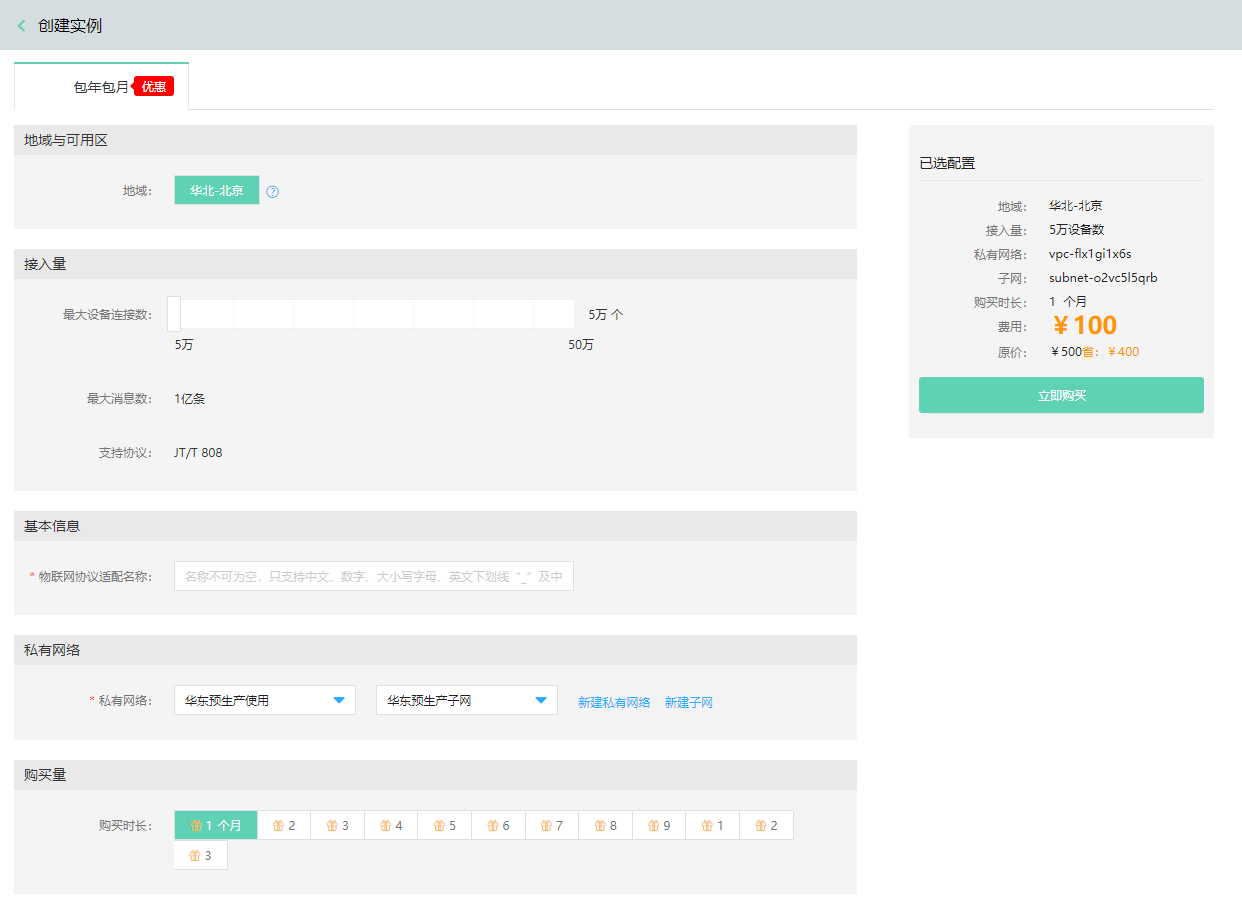 创建实例
包年包月 优惠
地域与可用区
地域： 华北-北京
接入量
最大设备连接数： 5万 个
5万 50万
最大消息数： 1亿条
支持协议： JT/T 808
基本信息
* 物联网协议适配名称： 名称不可为空，只支持中文、数字、大小写字母、英文下划线“_”及中
私有网络
* 私有网络： 华东预生产使用 华东预生产子网 新建私有网络 新建子网
购买量
购买时长： 1 个月 2 3 4 5 6 7 8 9 1 2
3
已选配置
地域： 华北-北京
接入量： 5万设备数
私有网络： vpc-flx1gi1x6s
子网： subnet-o2vc5l5qrb
购买时长： 1 个月
费用： ￥100
原价： ￥500省：￥400
立即购买